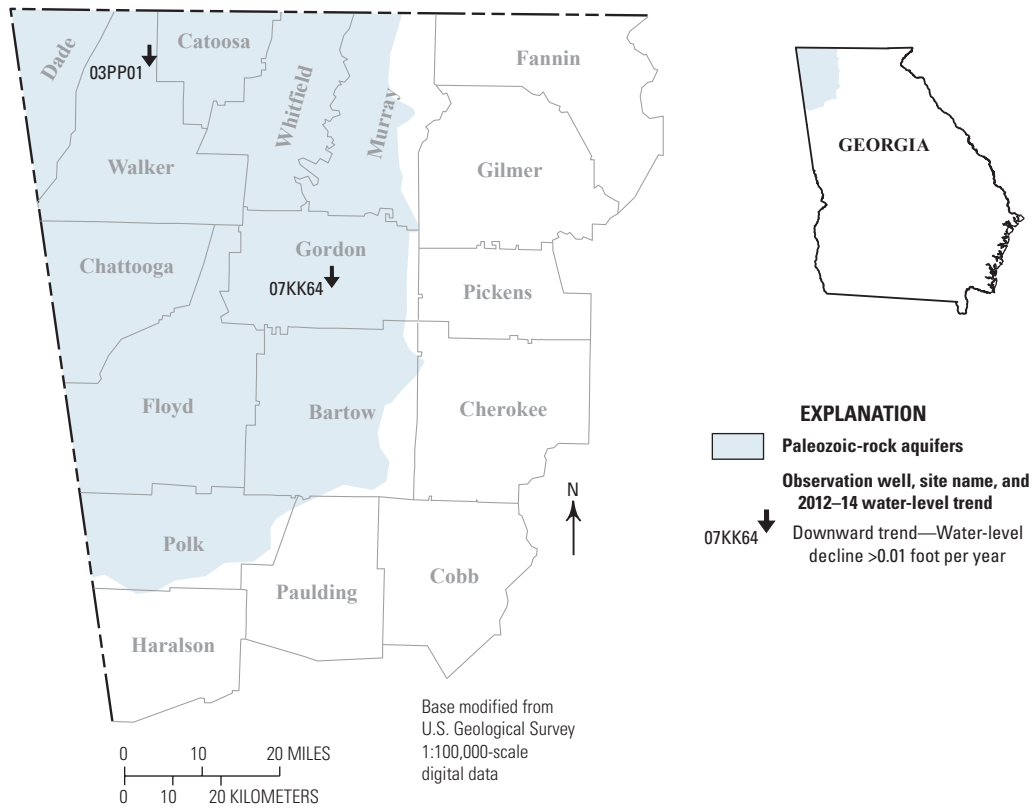 Dade
Catoosa
Fannin
03PP01
Whitfield
Murray
Walker
Gilmer
GEORGIA
Gordon
Chattooga
07KK64
Pickens
Floyd
Bartow
Cherokee
EXPLANATION
Paleozoic-rock aquifers
Observation well, site name, and
2012–14 water-level trend
N
07KK64
Downward trend—Water-level
decline >0.01 foot per year
Polk
Cobb
Paulding
Haralson
Base modified from
U.S. Geological Survey
1:100,000-scale
digital data
0 10 20 MILES
0 10 20 KILOMETERS